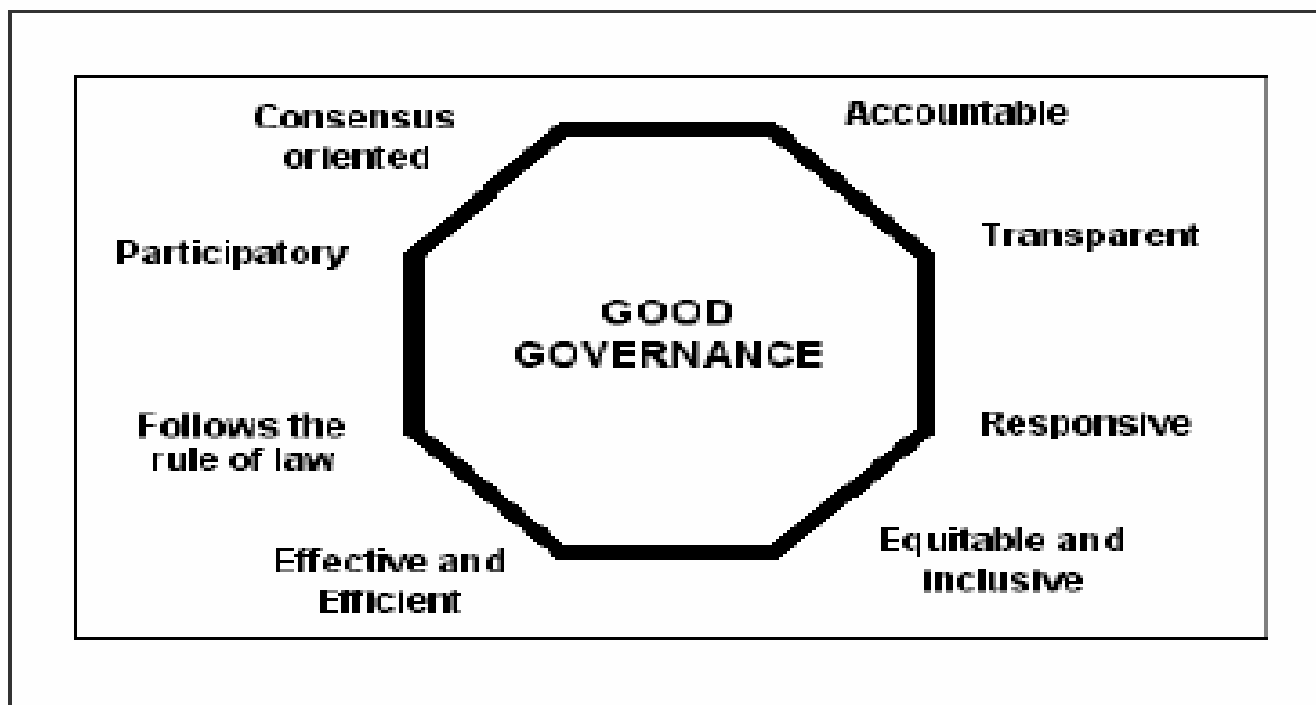 Consensus
oriented
Accountable
Participatory
Transparent
GOOD
GOVERNANCE
Follows the
rule of law
Responsive
Effective and
Efficient
Equitable and
inclusive